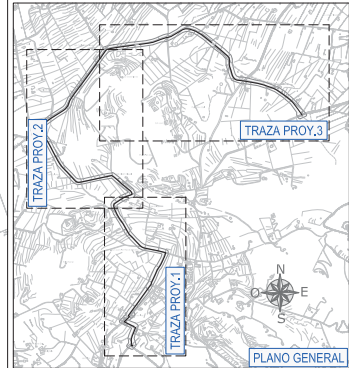 TRAZA PROY.3
TRAZA PROY.2
TRAZA PROY.1
N
O
E
S
PLANO GENERAL